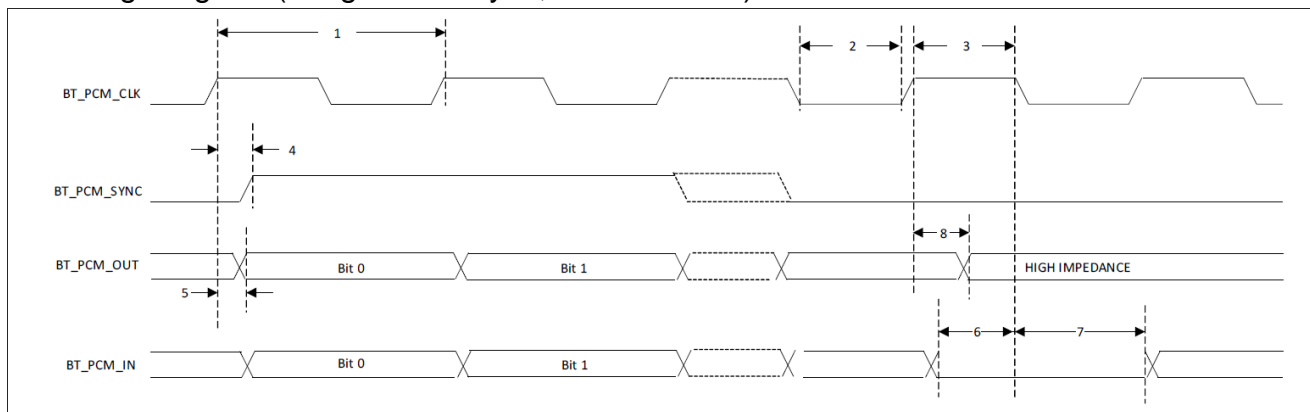 1
2
3
BT_PCM_CLK
4
BT_PCM_SYNC
8
BT_PCM_OUT
Bit 0
Bit 1
HIGH IMPEDANCE
5
6
7
BT_PCM_IN
Bit 0
Bit 1